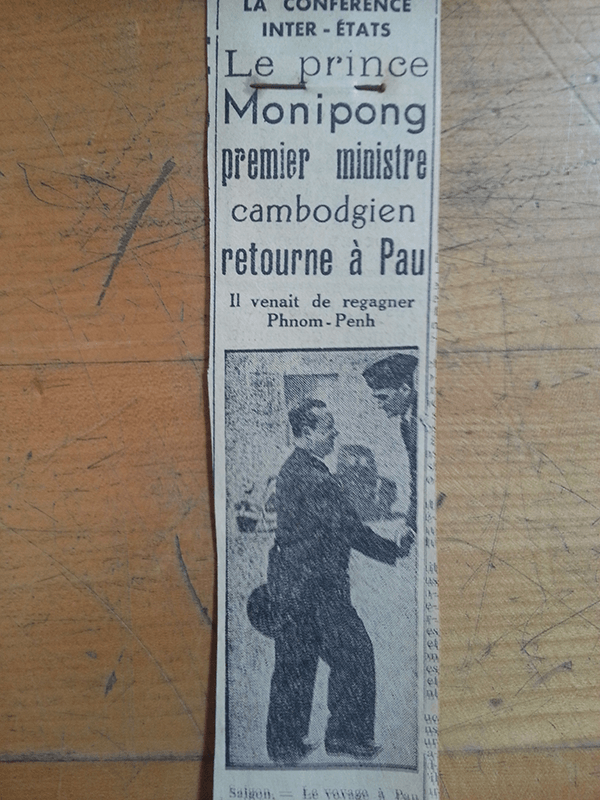 LA CONFÉRENCE
INTER - ÉTATS
Le prince
Monipong
premier ministre
cambodgien
retourne à Pau
Il venait de regagner
Phnom-Penh
Saïgon. — Le voyage à Pau